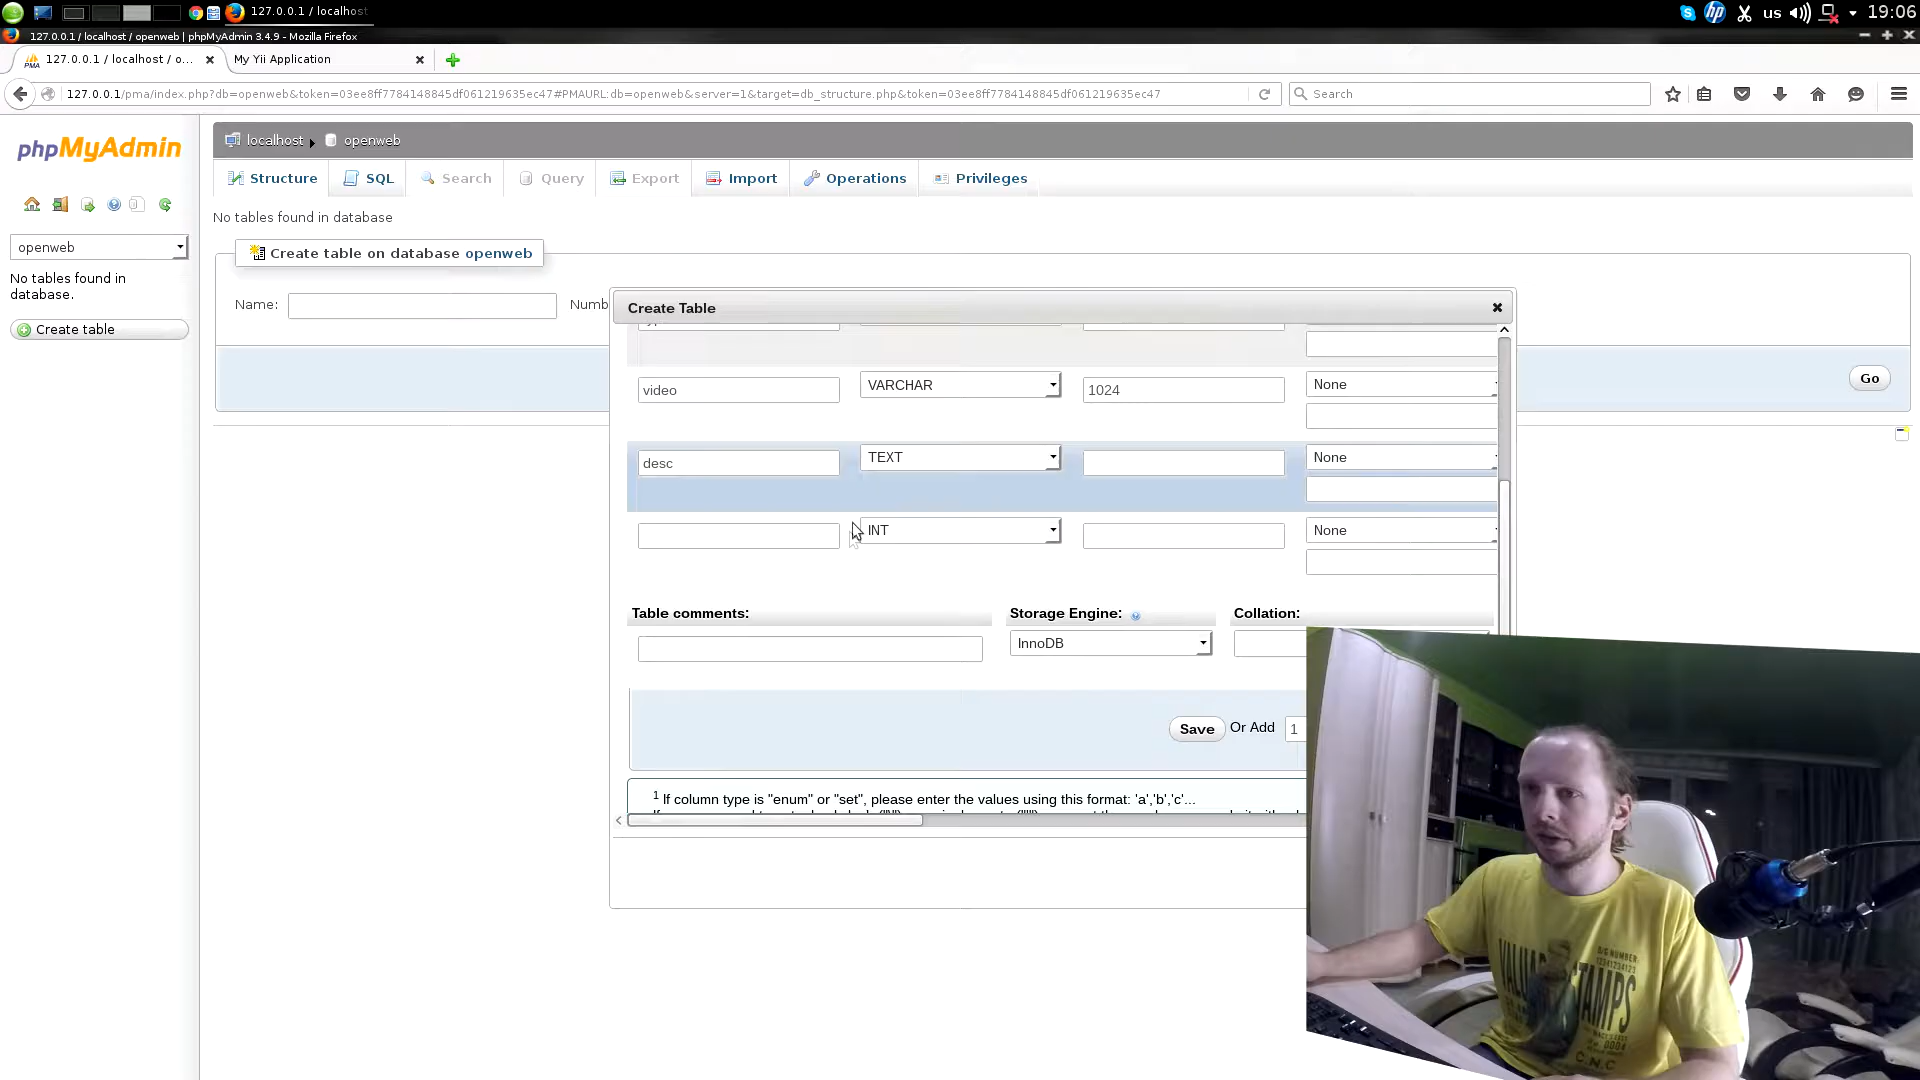 127.0.0.1 / localhost
us
19:06
127.0.0.1 / localhost / openweb | phpMyAdmin 3.4.9 - Mozilla Firefox
127.0.0.1 / localhost / o...
My Yii Application
127.0.0.1/pma/index.php?db=openweb&token=03ee8ff7784148845df061219635ec47#PMAURL:db=openweb&server=1&target=db_structure.php&token=03ee8ff7784148845df061219635ec47
Search
phpMyAdmin
localhost
openweb
Structure
SQL
Search
Query
Export
Import
Operations
Privileges
No tables found in database
openweb
No tables found in
database.
Create table
Create table on database openweb
Name:
Numb
Go
Create Table
video
VARCHAR
1024
None
desc
TEXT
None
INT
None
Table comments:
Storage Engine:
Collation:
InnoDB
Save
Or Add
1
1 If column type is "enum" or "set", please enter the values using this format: 'a','b','c'...
BIG NUMBER
12341234123
C.N.C